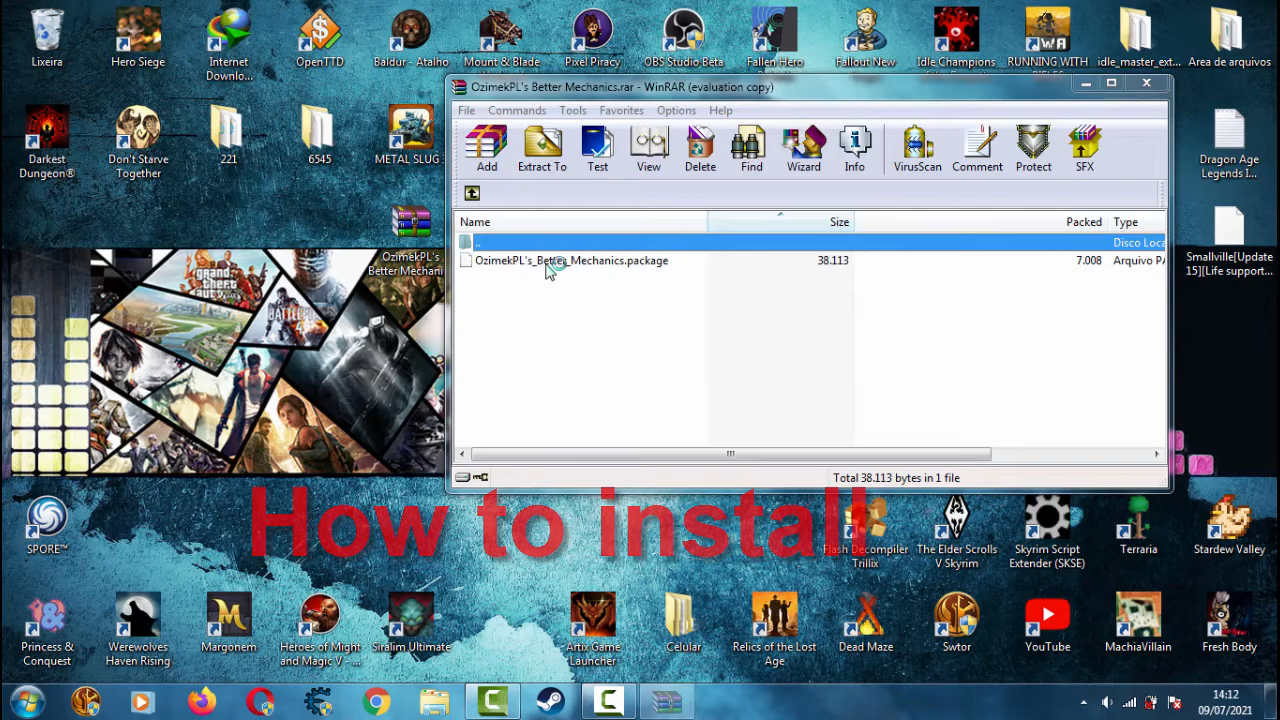 Lixeira
Hero Siege
Internet
Downlo...
OpenTTD
Baldur - Atalho
Mount & Blade
Pixel Piracy
OBS Studio Beta
Fallen Hero
Fallout New
Idle Champions
RUNNING WITH
idle_master_ext...
Area de arquivos
OzimekPL's Better Mechanics.rar - WinRAR (evaluation copy)
File Commands Tools Favorites Options Help
Add
Extract To
Test
View
Delete
Find
Wizard
Info
VirusScan
Comment
Protect
SFX
Name
Size
Packed
Type
..
Disco Loca
OzimekPL's_Better_Mechanics.package
38.113
7.008
Arquivo PA
Total 38.113 bytes in 1 file
Darkest
Dungeon®
Don't Starve
Together
221
6545
METAL SLUG
Dragon Age
Legends I...
OzimekPL's
Better Mechani
Smallville[Update
15][Life support...
How to install
SPORE™
Flash Decompiler
Trillix
The Elder Scrolls
V Skyrim
Skyrim Script
Extender (SKSE)
Terraria
Stardew Valley
Princess &
Conquest
Werewolves
Haven Rising
Margonem
Heroes of Might
and Magic V - ...
Siralim Ultimate
Artix Game
Launcher
Celular
Relics of the Lost
Age
Dead Maze
Swtor
YouTube
MachiaVillain
Fresh Body
14:12
09/07/2021